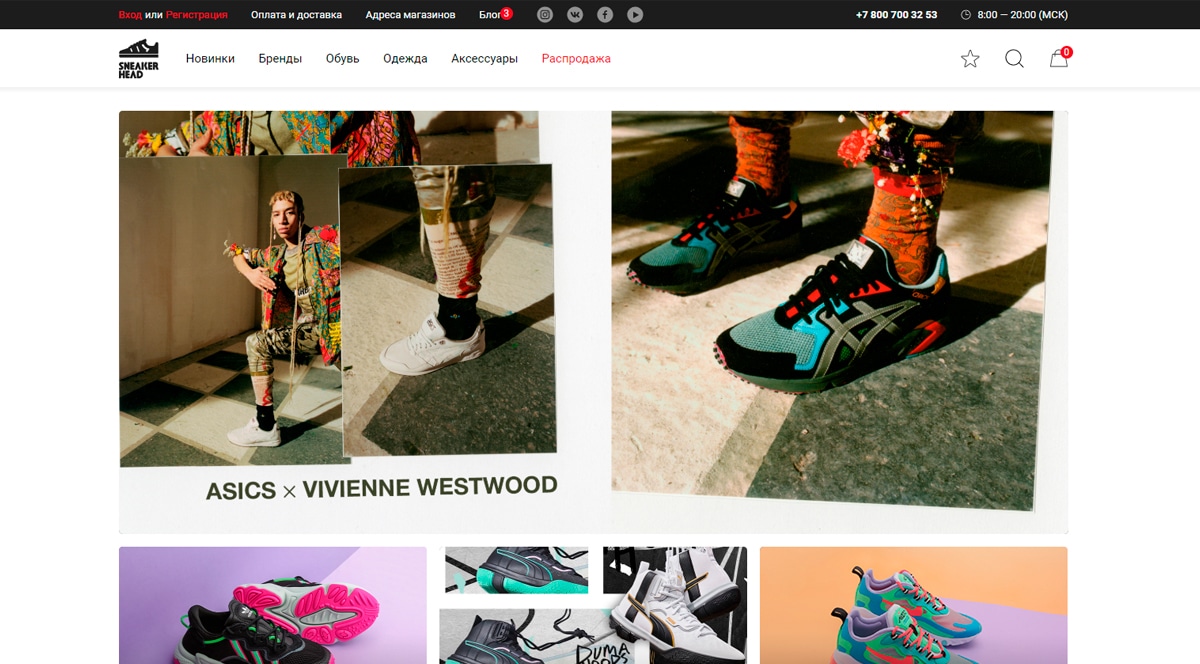 Вход или Регистрация Оплата и доставка Адреса магазинов Блог 3 +7 800 700 32 53 8:00 — 20:00 (МСК)
SNEAKER
HEAD
Новинки Бренды Обувь Одежда Аксессуары Распродажа 0
ASICS × VIVIENNE WESTWOOD
PUMA
HOOPS